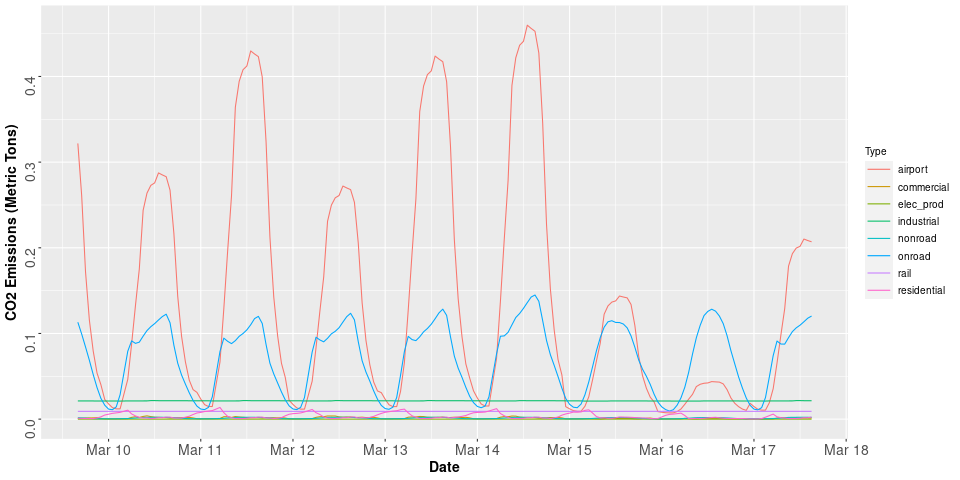 CO2 Emissions (Metric Tons)
0.4
0.3
0.2
0.1
0.0
Mar 10 Mar 11 Mar 12 Mar 13 Mar 14 Mar 15 Mar 16 Mar 17 Mar 18
Date
Type
airport
commercial
elec_prod
industrial
nonroad
onroad
rail
residential